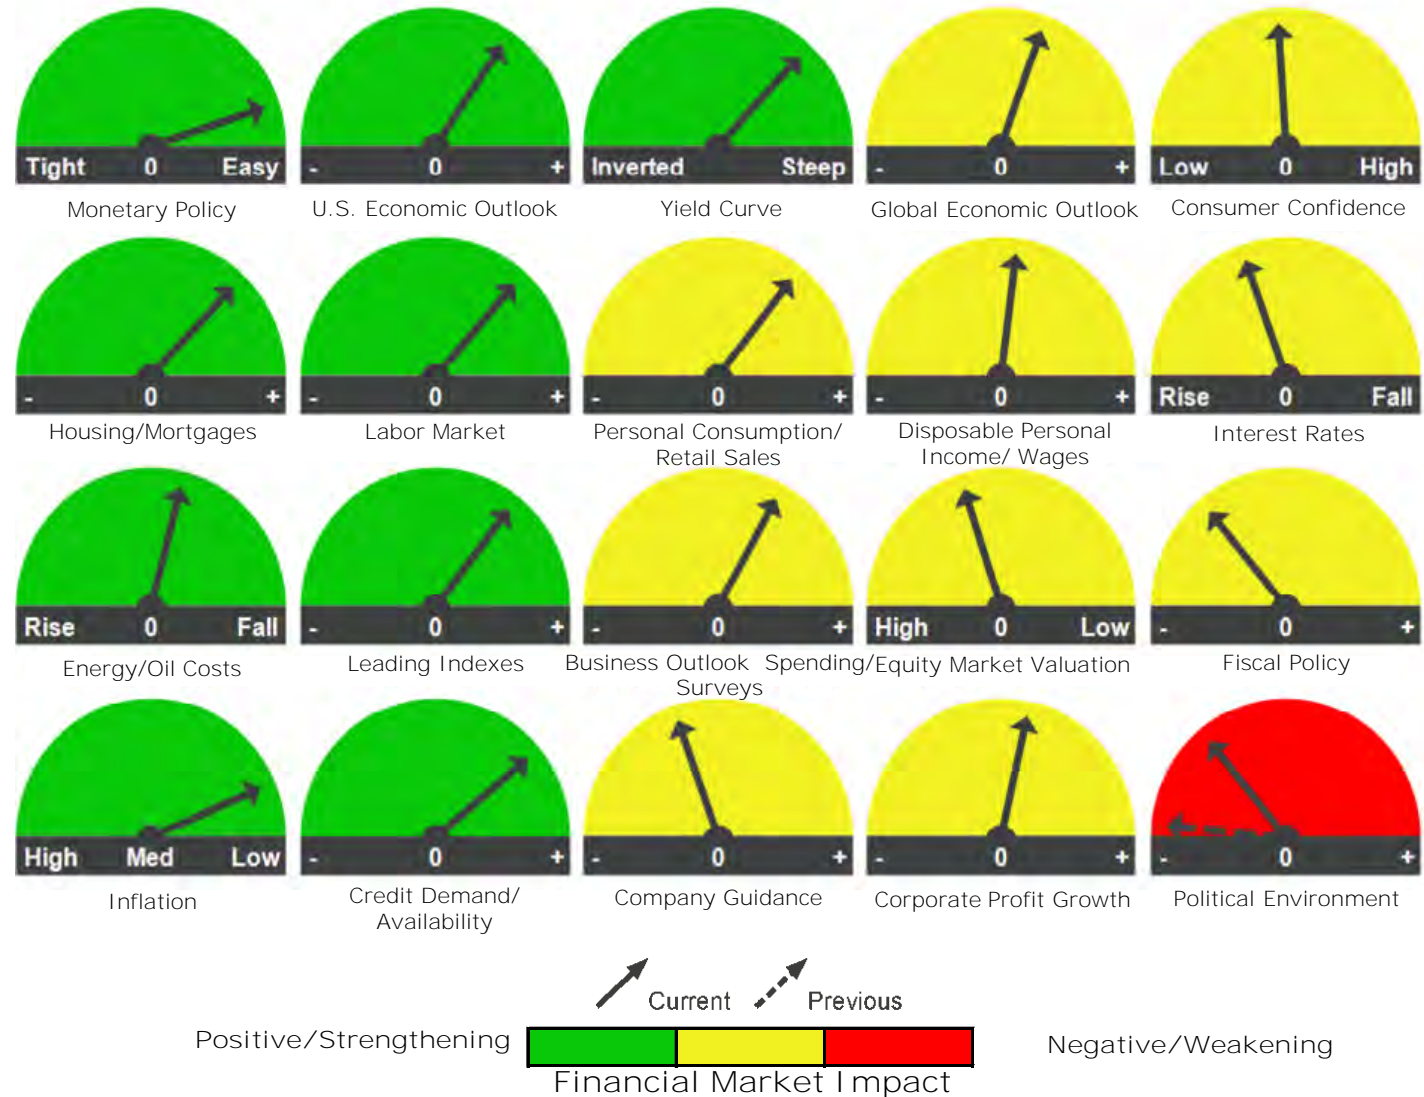 Tight 0 Easy
- 0 +
Inverted Steep
- 0 +
Low 0 High
Monetary Policy
U.S. Economic Outlook
Yield Curve
Global Economic Outlook
Consumer Confidence
- 0 +
- 0 +
- 0 +
- 0 +
Rise 0 Fall
Housing/Mortgages
Labor Market
Personal Consumption/
Retail Sales
Disposable Personal
Income/ Wages
Interest Rates
Rise 0 Fall
- 0 +
- 0 +
High 0 Low
- 0 +
Energy/Oil Costs
Leading Indexes
Business Outlook Spending/
Surveys
Equity Market Valuation
Fiscal Policy
High Med Low
- 0 +
- 0 +
- 0 +
- 0 +
Inflation
Credit Demand/
Availability
Company Guidance
Corporate Profit Growth
Political Environment
Current
Previous
Positive/Strengthening
Negative/Weakening
Financial Market Impact